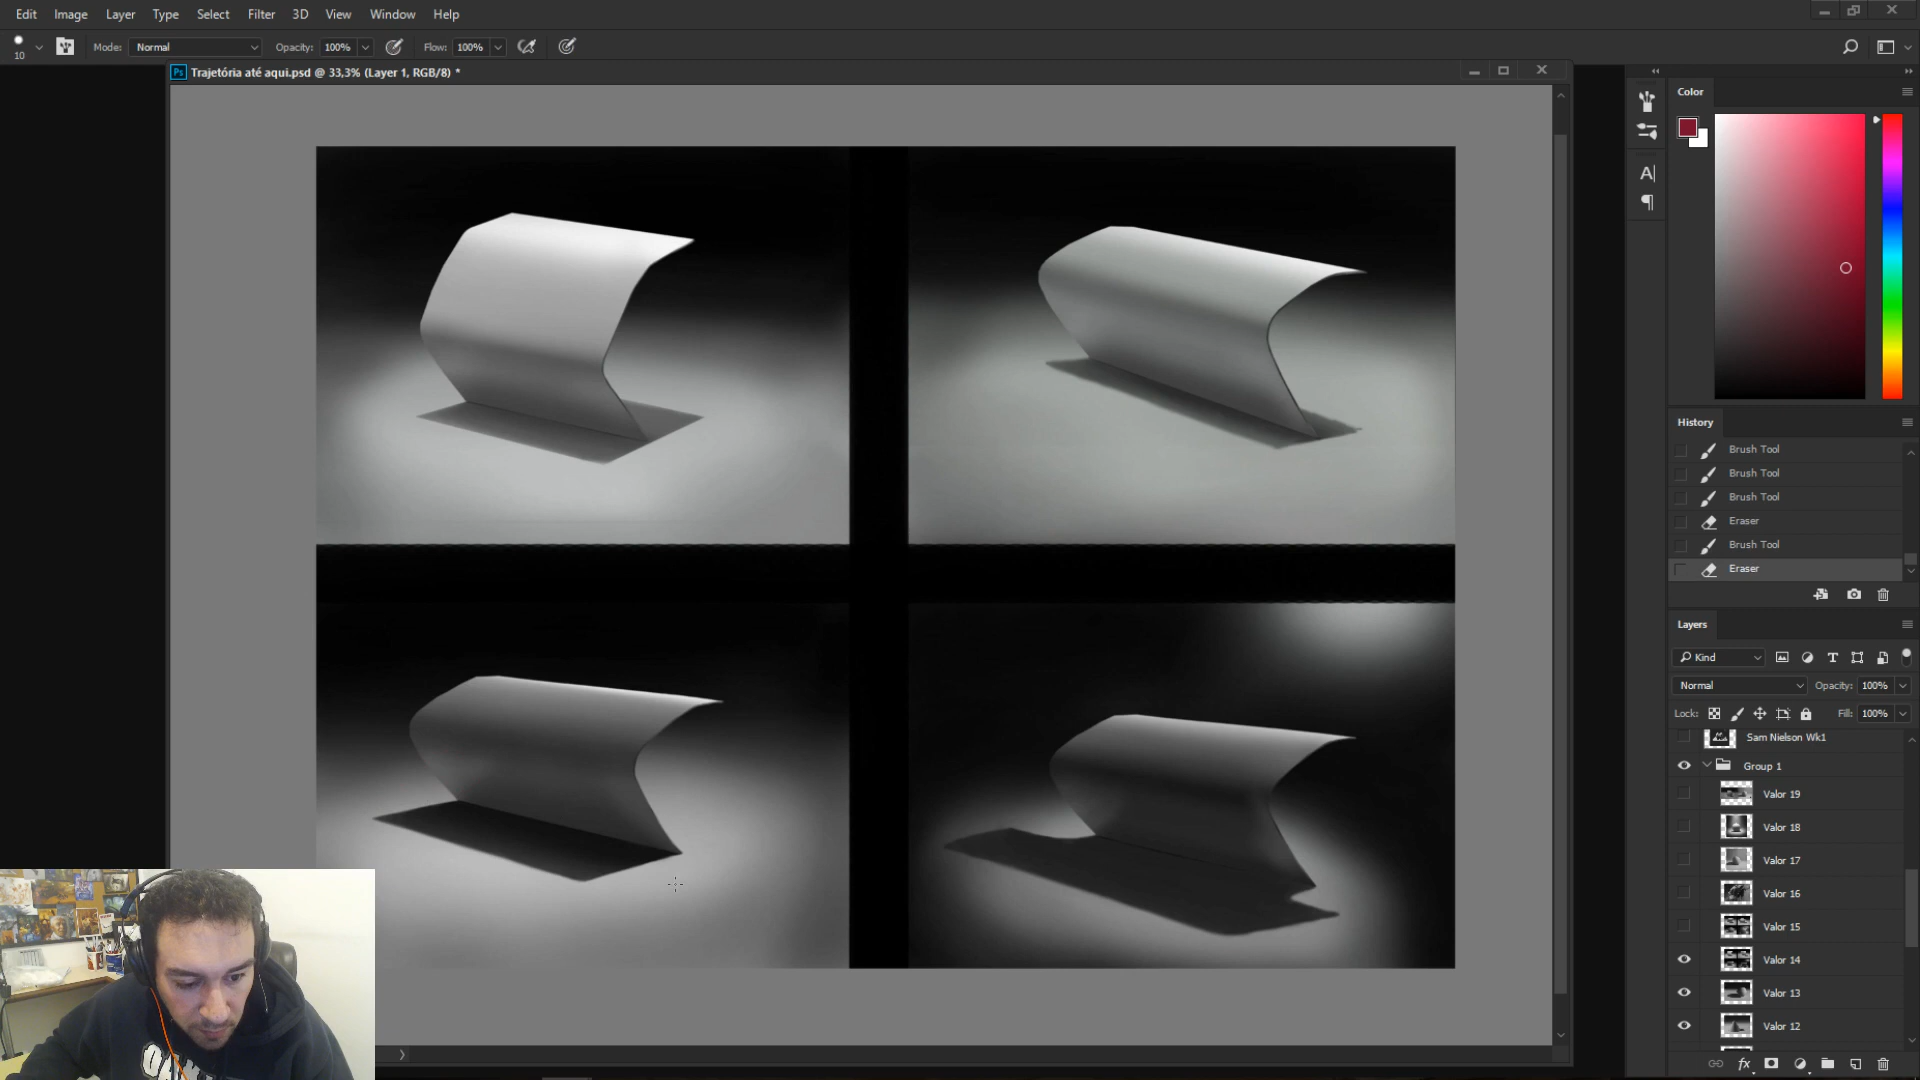 Edit Image Layer Type Select Filter 3D View Window Help
10 Mode: Normal Opacity: 100% Flow: 100%
Ps Trajetória até aqui.psd @ 33,3% (Layer 1, RGB/8) *
Color
A
History
Brush Tool
Brush Tool
Brush Tool
Eraser
Brush Tool
Eraser
Layers
Kind
Normal Opacity: 100%
Lock: Fill: 100%
Sam Nielson Wk1
Group 1
Valor 19
Valor 18
Valor 17
Valor 16
Valor 15
Valor 14
Valor 13
Valor 12
fx